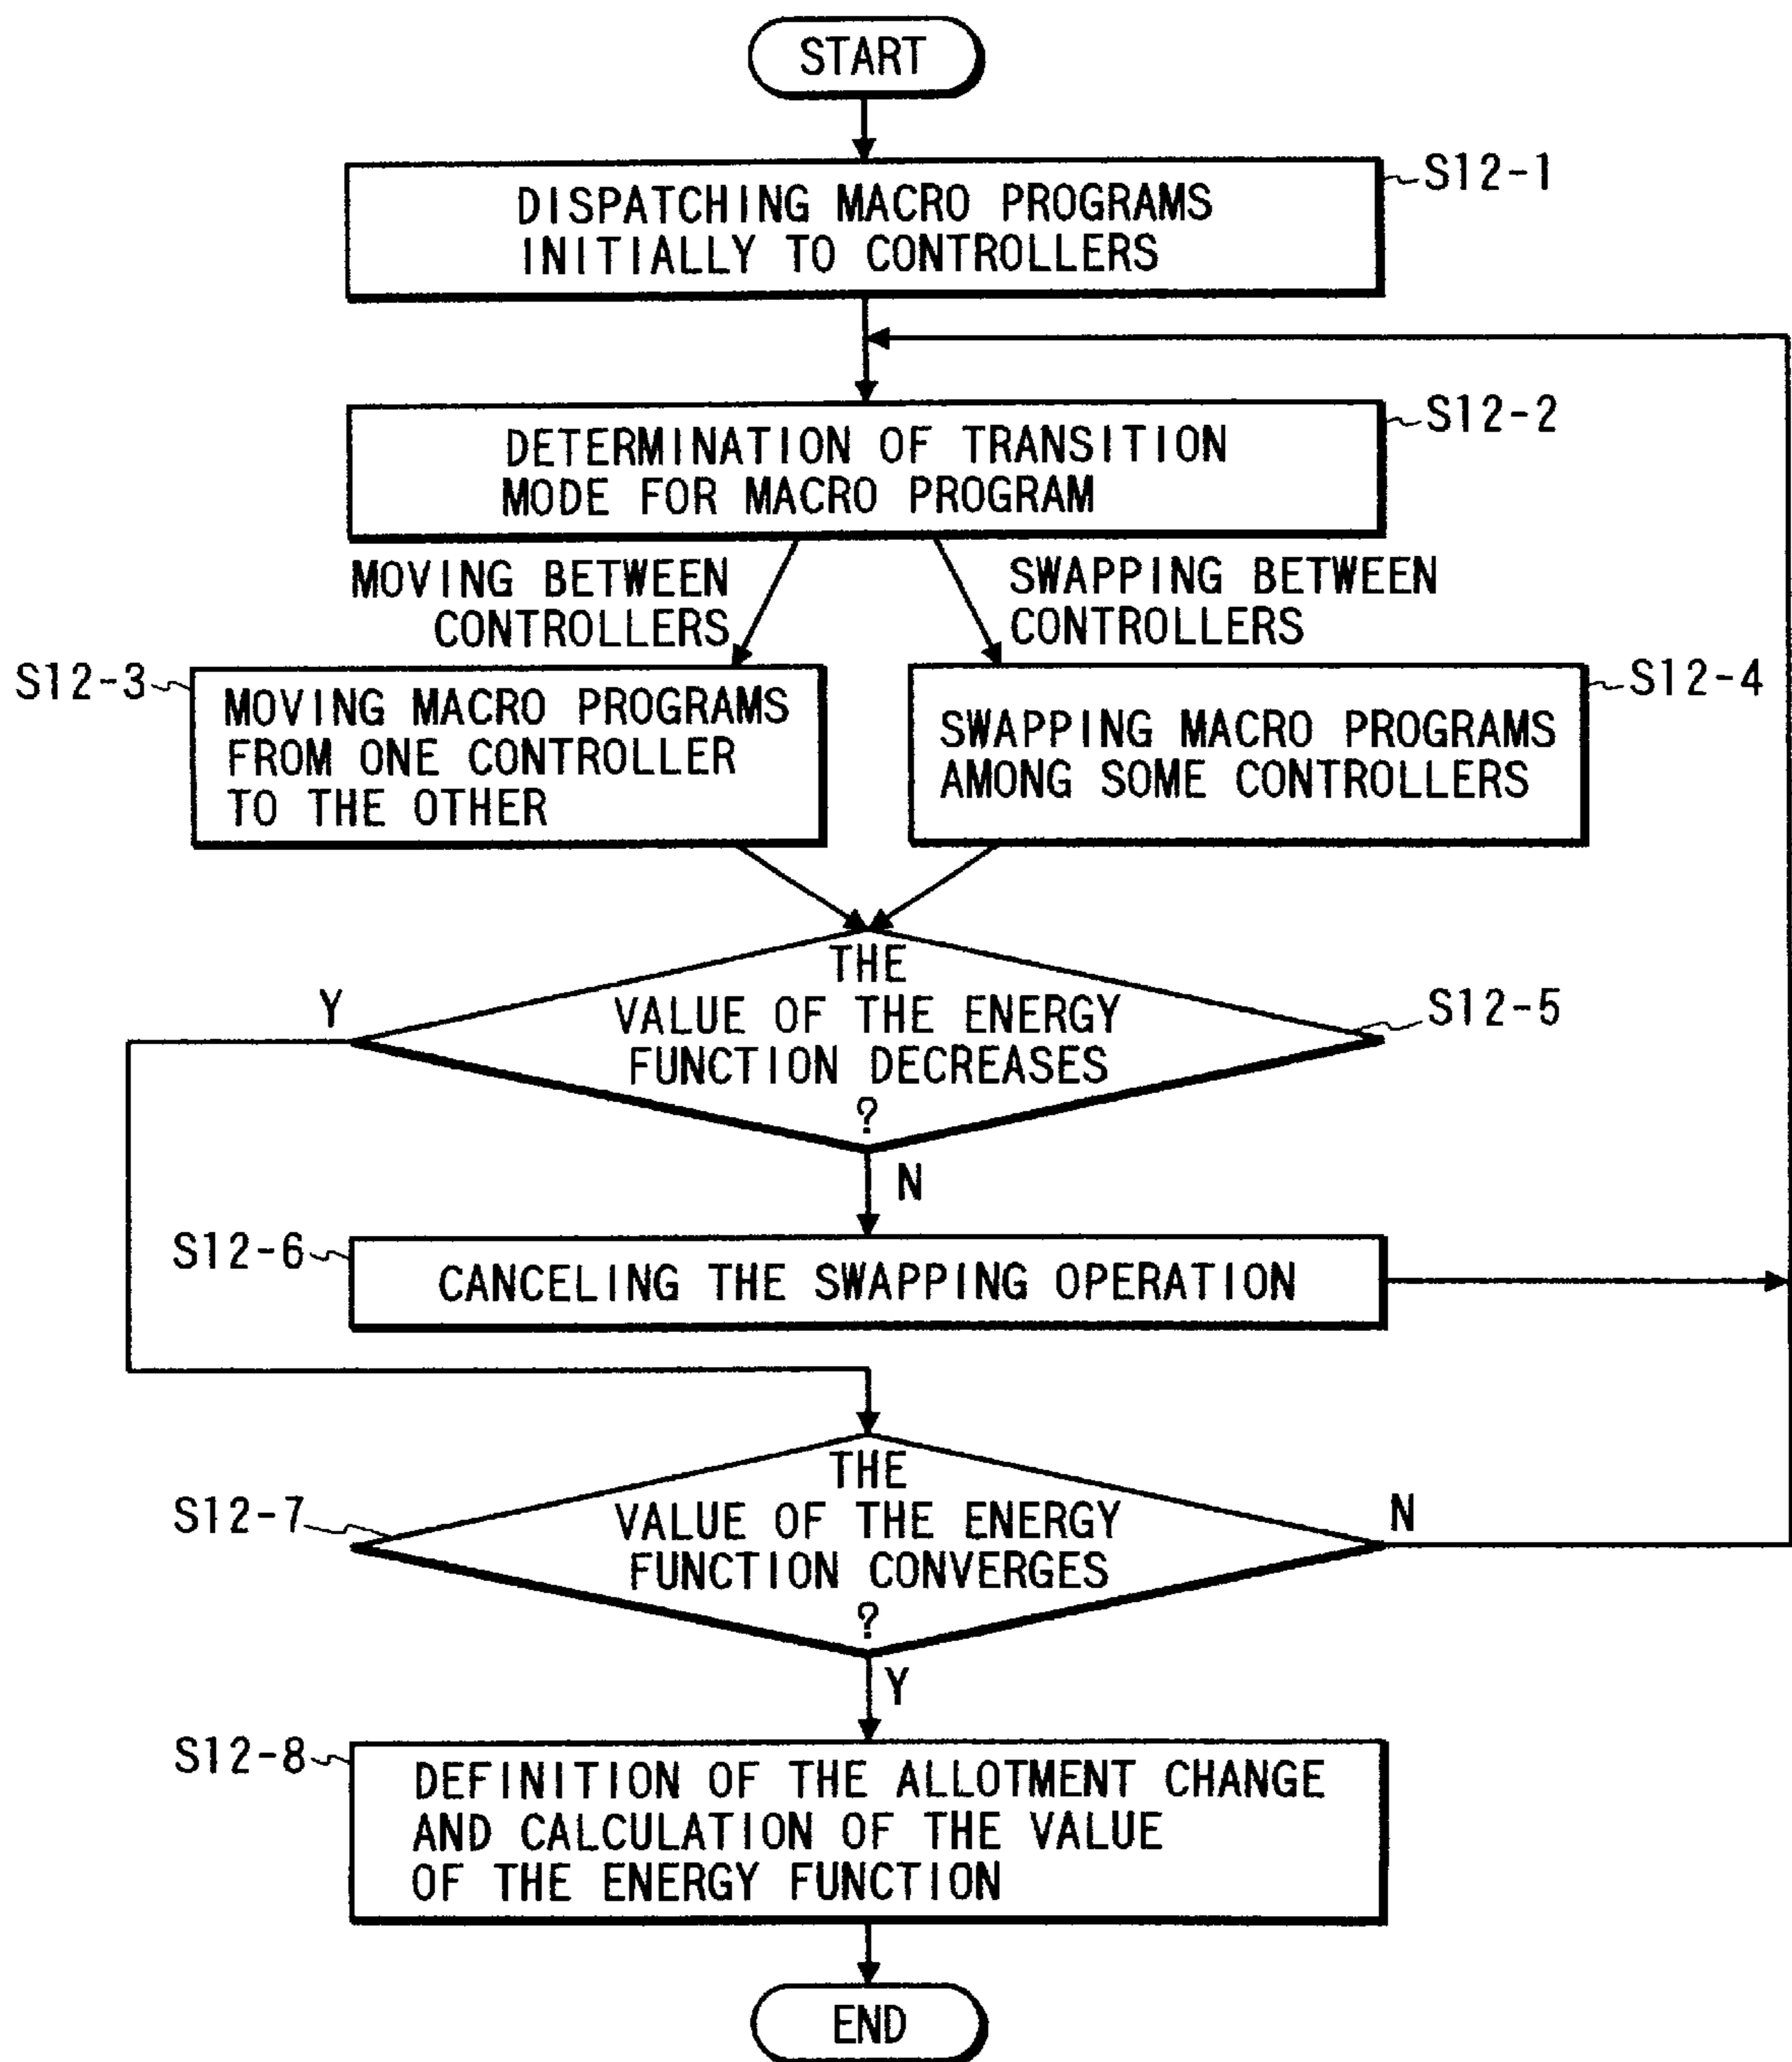 START
DISPATCHING MACRO PROGRAMS
INITIALLY TO CONTROLLERS
S12-1
DETERMINATION OF TRANSITION
MODE FOR MACRO PROGRAM
S12-2
MOVING BETWEEN
CONTROLLERS
SWAPPING BETWEEN
CONTROLLERS
S12-3
MOVING MACRO PROGRAMS
FROM ONE CONTROLLER
TO THE OTHER
S12-4
SWAPPING MACRO PROGRAMS
AMONG SOME CONTROLLERS
THE
VALUE OF THE ENERGY
FUNCTION DECREASES
?
Y
S12-5
N
S12-6
CANCELING THE SWAPPING OPERATION
S12-7
THE
VALUE OF THE ENERGY
FUNCTION CONVERGES
?
N
Y
S12-8
DEFINITION OF THE ALLOTMENT CHANGE
AND CALCULATION OF THE VALUE
OF THE ENERGY FUNCTION
END